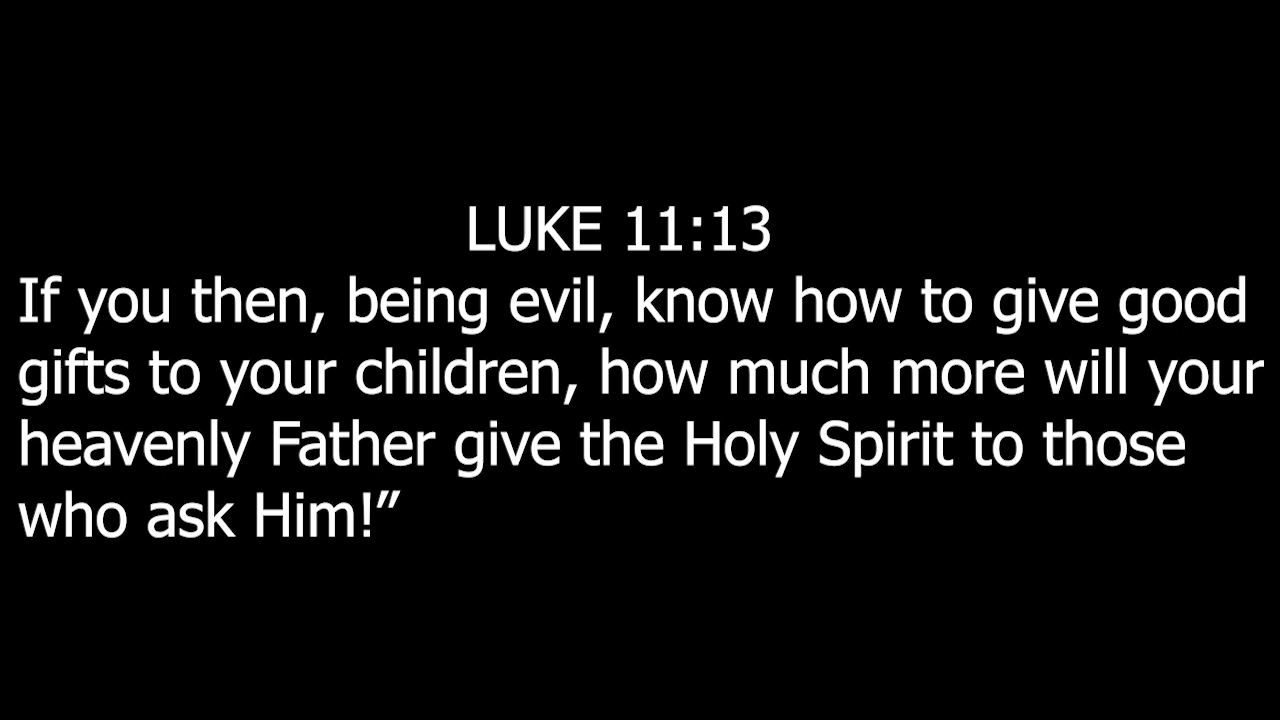 LUKE 11:13
If you then, being evil, know how to give good
gifts to your children, how much more will your
heavenly Father give the Holy Spirit to those
who ask Him!”